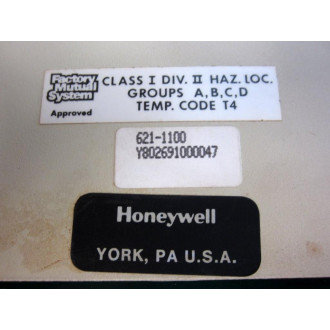 Factory
Mutual
System
Approved
CLASS I DIV. II HAZ. LOC.
GROUPS A,B,C,D
TEMP. CODE T4
621-1100
Y802691000047
Honeywell
YORK, PA U.S.A.